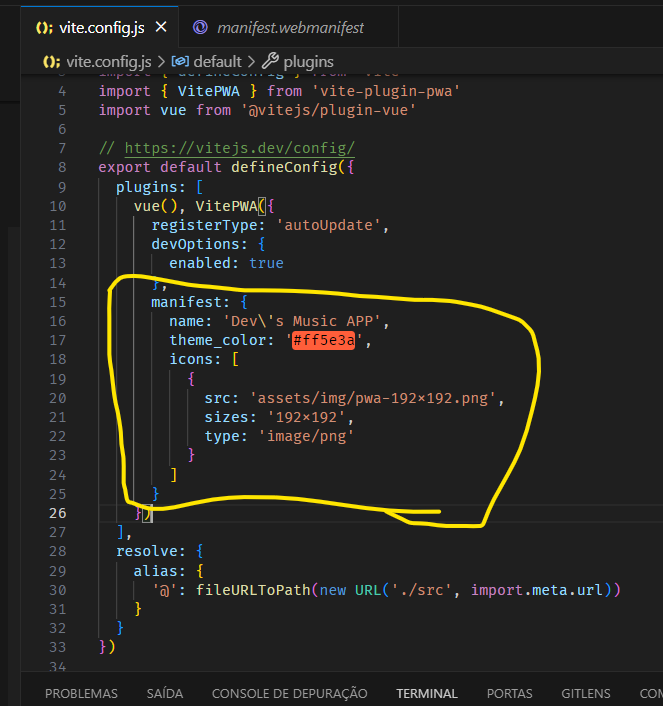 vite.config.js
manifest.webmanifest
vite.config.js > default > plugins
3 import { defineConfig } from 'vite'
4 import { VitePWA } from 'vite-plugin-pwa'
5 import vue from '@vitejs/plugin-vue'
6
7 // https://vitejs.dev/config/
8 export default defineConfig({
9 plugins: [
10 vue(), VitePWA({
11 registerType: 'autoUpdate',
12 devOptions: {
13 enabled: true
14 },
15 manifest: {
16 name: 'Dev\'s Music APP',
17 theme_color: '#ff5e3a',
18 icons: [
19 {
20 src: 'assets/img/pwa-192×192.png',
21 sizes: '192×192',
22 type: 'image/png'
23 }
24 ]
25 }
26 })
27 ],
28 resolve: {
29 alias: {
30 '@': fileURLToPath(new URL('./src', import.meta.url))
31 }
32 }
33 })
34
PROBLEMAS SAÍDA CONSOLE DE DEPURAÇÃO TERMINAL PORTAS GITLENS